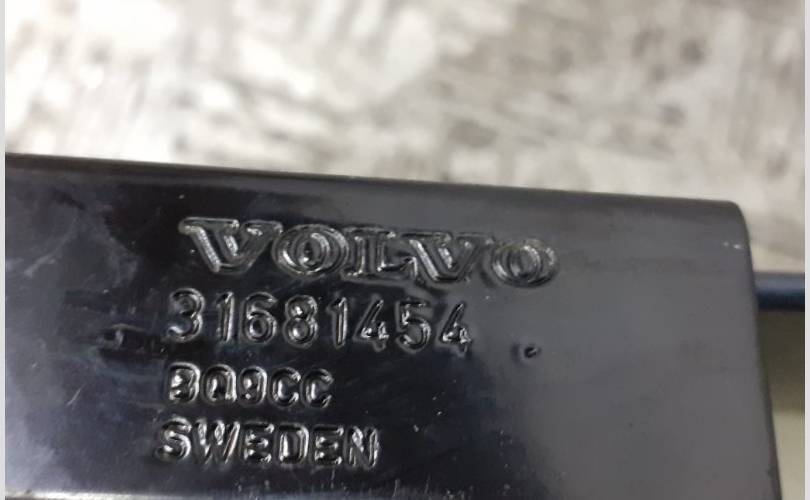 VOLVO
31681454
BQ9CC
SWEDEN